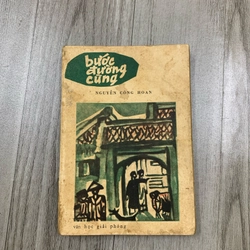 bước
đường
cùng
NGUYỄN CÔNG HOAN
văn học giải phóng